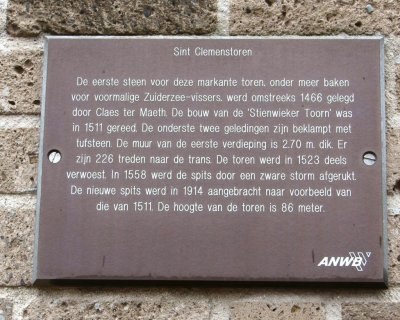 Sint Clemenstoren
De eerste steen voor deze markante toren, onder meer baken
voor voormalige Zuiderzee-vissers, werd omstreeks 1466 gelegd
door Claes ter Maeth. De bouw van de 'Stienwieker Toorn' was
in 1511 gereed. De onderste twee geledingen zijn beklampt met
tufsteen. De muur van de eerste verdieping is 2.70 m. dik. Er
zijn 226 treden naar de trans. De toren werd in 1523 deels
verwoest. In 1558 werd de spits door een zware storm afgerukt.
De nieuwe spits werd in 1914 aangebracht naar voorbeeld van
die van 1511. De hoogte van de toren is 86 meter.
ANWB